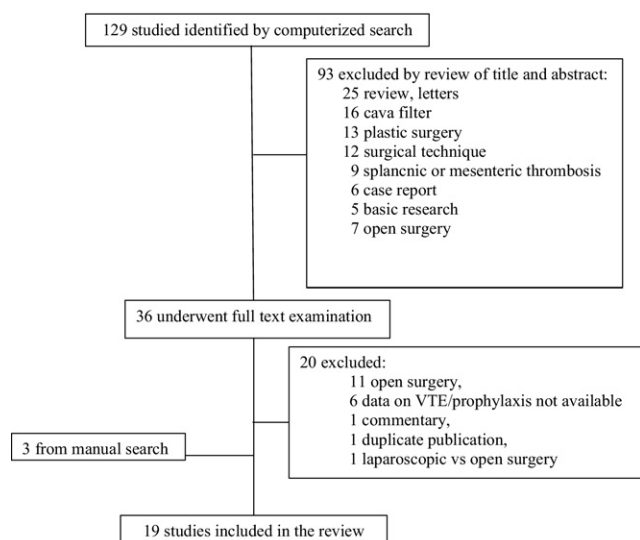 129 studied identified by computerized search
93 excluded by review of title and abstract:
25 review, letters
16 cava filter
13 plastic surgery
12 surgical technique
9 splancnic or mesenteric thrombosis
6 case report
5 basic research
7 open surgery
36 underwent full text examination
20 excluded:
11 open surgery,
6 data on VTE/prophylaxis not available
1 commentary,
1 duplicate publication,
1 laparoscopic vs open surgery
3 from manual search
19 studies included in the review